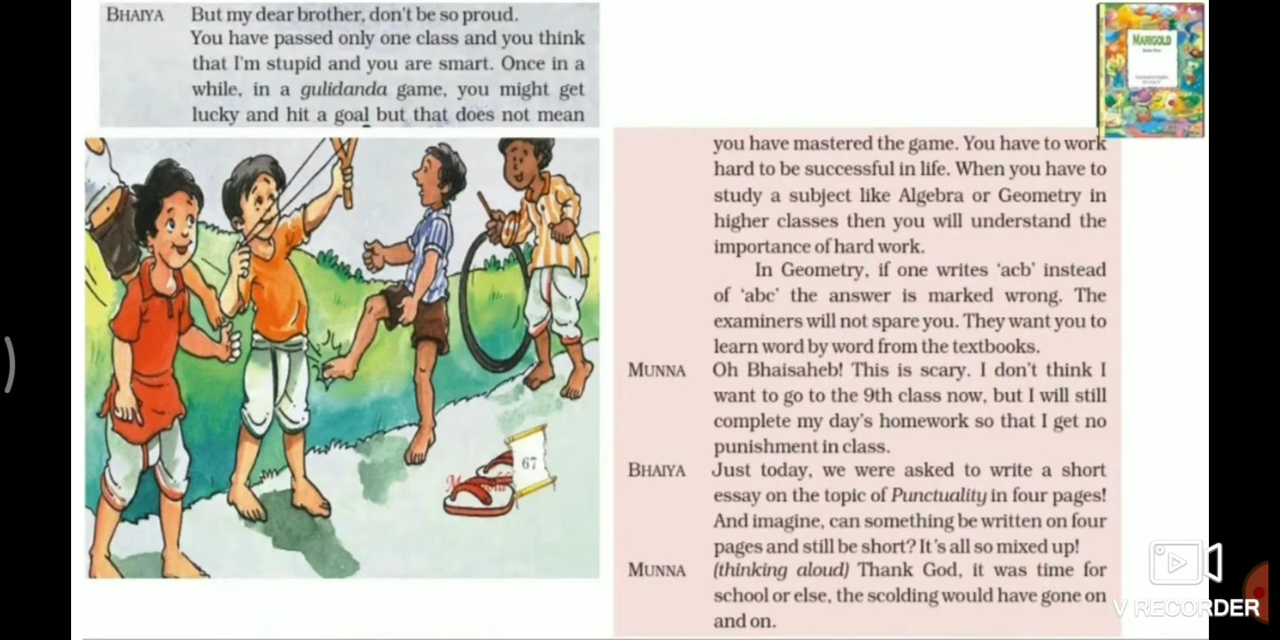 BHAIYA But my dear brother, don't be so proud.
You have passed only one class and you think
that I'm stupid and you are smart. Once in a
while, in a gulidanda game, you might get
lucky and hit a goal but that does not mean
MARIGOLD
you have mastered the game. You have to work
hard to be successful in life. When you have to
study a subject like Algebra or Geometry in
higher classes then you will understand the
importance of hard work.
In Geometry, if one writes 'acb' instead
of 'abc' the answer is marked wrong. The
examiners will not spare you. They want you to
learn word by word from the textbooks.
MUNNA Oh Bhaisaheb! This is scary. I don't think I
want to go to the 9th class now, but I will still
complete my day's homework so that I get no
punishment in class.
BHAIYA Just today, we were asked to write a short
essay on the topic of Punctuality in four pages!
And imagine, can something be written on four
pages and still be short? It's all so mixed up!
MUNNA (thinking aloud) Thank God, it was time for
school or else, the scolding would have gone on
and on.
67
V RECORDER